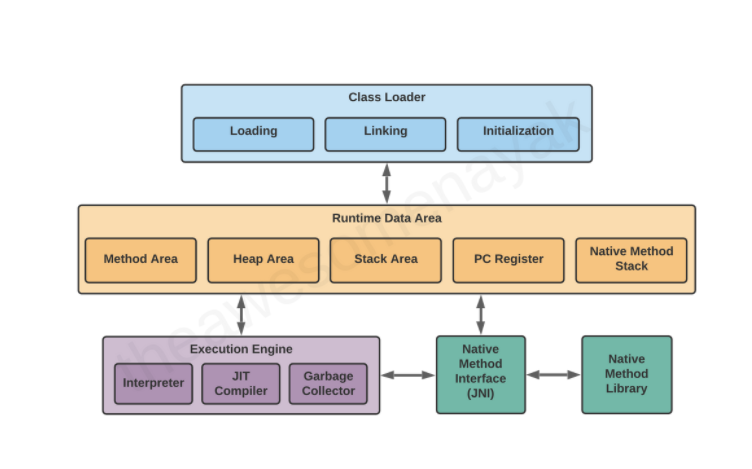 Class Loader
Loading
Linking
Initialization
Runtime Data Area
Method Area
Heap Area
Stack Area
PC Register
Native Method
Stack
Execution Engine
Interpreter
JIT
Compiler
Garbage
Collector
Native
Method
Interface
(JNI)
Native
Method
Library
theawesomenayak